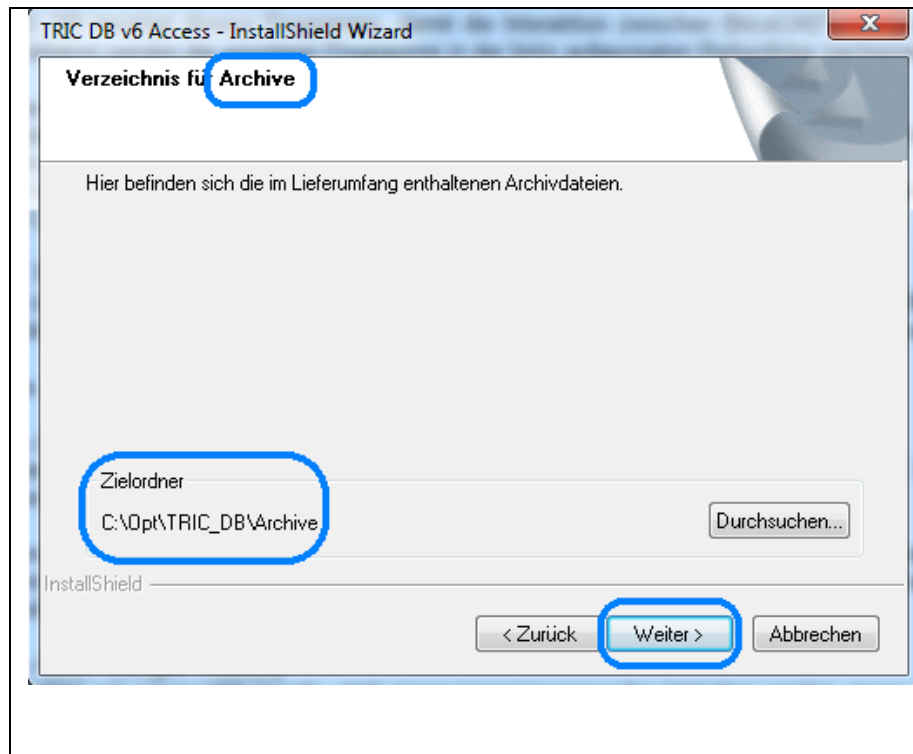 TRIC DB v6 Access - InstallShield Wizard
Verzeichnis für Archive
Hier befinden sich die im Lieferumfang enthaltenen Archivdateien.
Zielordner
C:\Opt\TRIC_DB\Archive
Durchsuchen...
InstallShield
< Zurück Weiter > Abbrechen